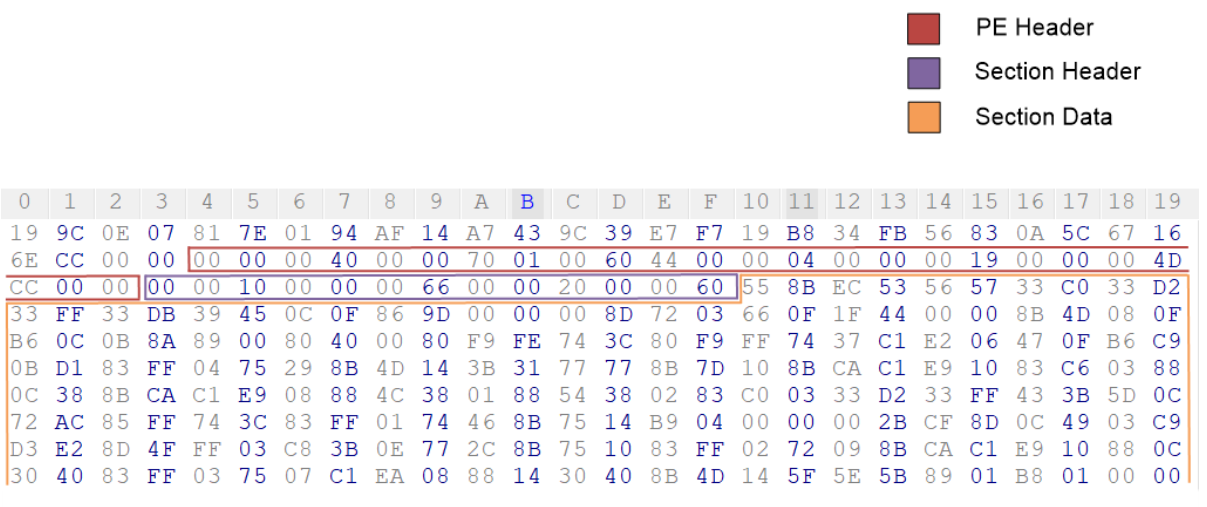 PE Header
Section Header
Section Data
0 1 2 3 4 5 6 7 8 9 A B C D E F 10 11 12 13 14 15 16 17 18 19
19 9C 0E 07 81 7E 01 94 AF 14 A7 43 9C 39 E7 F7 19 B8 34 FB 56 83 0A 5C 67 16
6E CC 00 00 00 00 00 40 00 00 70 01 00 60 44 00 00 04 00 00 00 19 00 00 00 4D
CC 00 00 00 00 10 00 00 00 66 00 00 20 00 00 60 55 8B EC 53 56 57 33 C0 33 D2
33 FF 33 DB 39 45 0C 0F 86 9D 00 00 00 8D 72 03 66 0F 1F 44 00 00 8B 4D 08 0F
B6 0C 0B 8A 89 00 80 40 00 80 F9 FE 74 3C 80 F9 FF 74 37 C1 E2 06 47 0F B6 C9
0B D1 83 FF 04 75 29 8B 4D 14 3B 31 77 77 8B 7D 10 8B CA C1 E9 10 83 C6 03 88
0C 38 8B CA C1 E9 08 88 4C 38 01 88 54 38 02 83 C0 03 33 D2 33 FF 43 3B 5D 0C
72 AC 85 FF 74 3C 83 FF 01 74 46 8B 75 14 B9 04 00 00 00 2B CF 8D 0C 49 03 C9
D3 E2 8D 4F FF 03 C8 3B 0E 77 2C 8B 75 10 83 FF 02 72 09 8B CA C1 E9 10 88 0C
30 40 83 FF 03 75 07 C1 EA 08 88 14 30 40 8B 4D 14 5F 5E 5B 89 01 B8 01 00 00